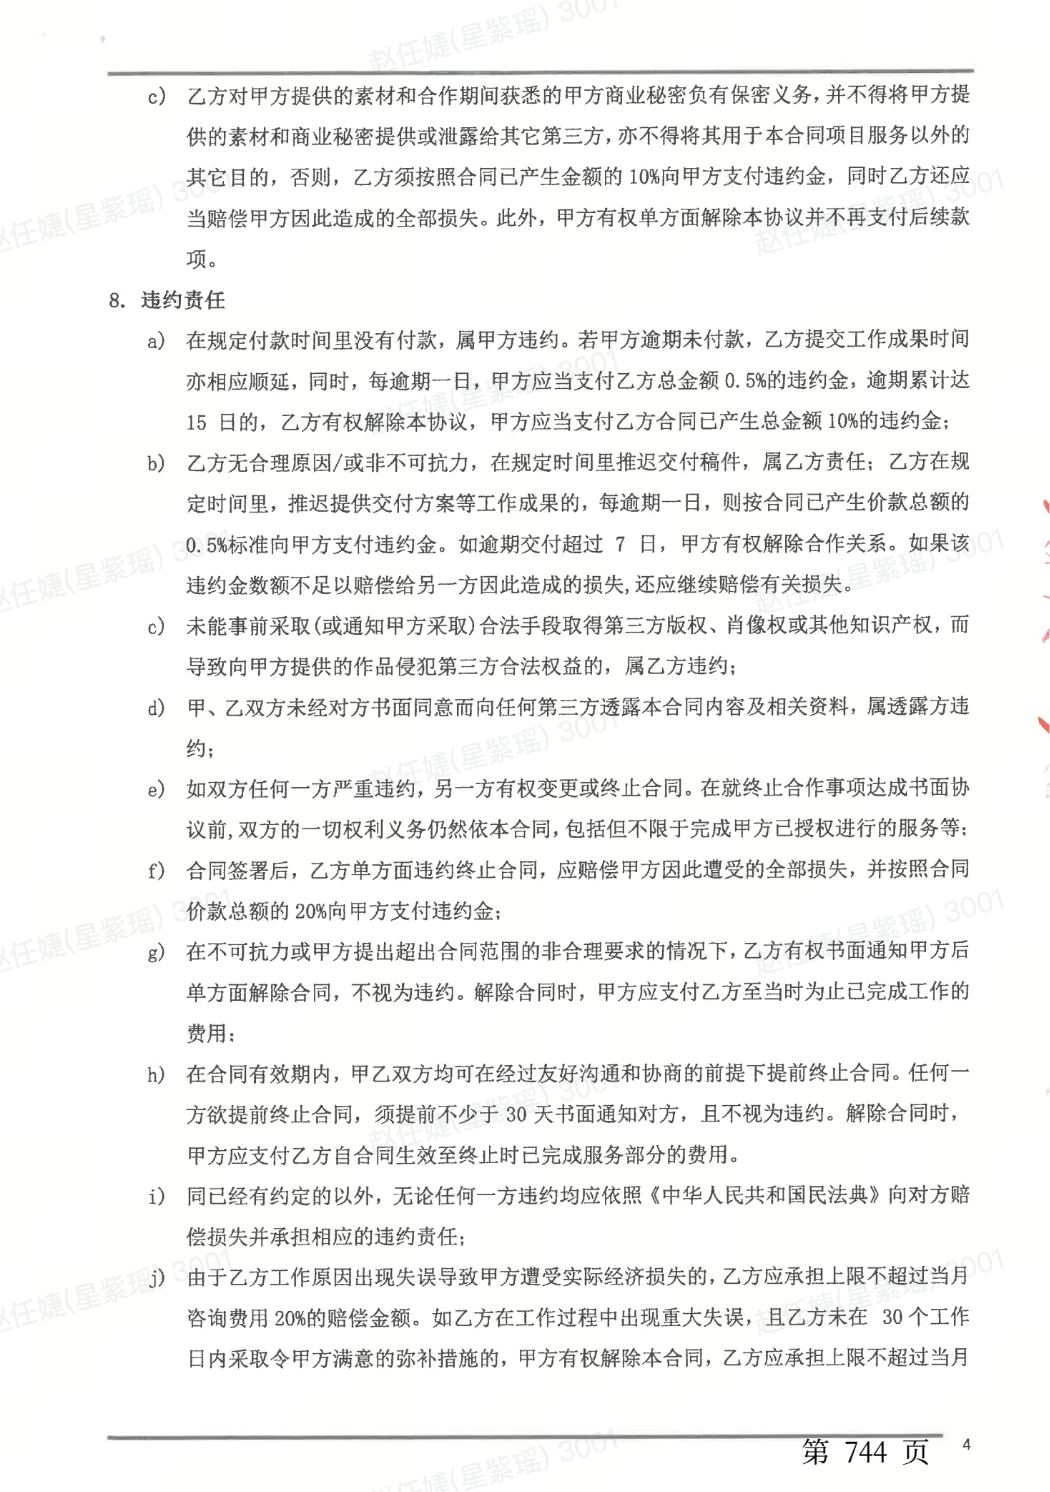 赵任婕(星紫瑶) 3001
c) 乙方对甲方提供的素材和合作期间获悉的甲方商业秘密负有保密义务，并不得将甲方提
供的素材和商业秘密提供或泄露给其它第三方，亦不得将其用于本合同项目服务以外的
其它目的，否则，乙方须按照合同已产生金额的 10%向甲方支付违约金，同时乙方还应
当赔偿甲方因此造成的全部损失。此外，甲方有权单方面解除本协议并不再支付后续款
项。
8. 违约责任
a) 在规定付款时间里没有付款，属甲方违约。若甲方逾期未付款，乙方提交工作成果时间
亦相应顺延，同时，每逾期一日，甲方应当支付乙方总金额 0.5%的违约金，逾期累计达
15 日的，乙方有权解除本协议，甲方应当支付乙方合同已产生总金额 10%的违约金；
b) 乙方无合理原因/或非不可抗力，在规定时间里推迟交付稿件，属乙方责任；乙方在规
定时间里，推迟提供交付方案等工作成果的，每逾期一日，则按合同已产生价款总额的
0.5%标准向甲方支付违约金。如逾期交付超过 7 日，甲方有权解除合作关系。如果该
违约金数额不足以赔偿给另一方因此造成的损失,还应继续赔偿有关损失。
c) 未能事前采取(或通知甲方采取)合法手段取得第三方版权、肖像权或其他知识产权，而
导致向甲方提供的作品侵犯第三方合法权益的，属乙方违约；
d) 甲、乙双方未经对方书面同意而向任何第三方透露本合同内容及相关资料，属透露方违
约；
e) 如双方任何一方严重违约，另一方有权变更或终止合同。在就终止合作事项达成书面协
议前,双方的一切权利义务仍然依本合同,包括但不限于完成甲方已授权进行的服务等；
f) 合同签署后，乙方单方面违约终止合同，应赔偿甲方因此遭受的全部损失，并按照合同
价款总额的 20%向甲方支付违约金；
g) 在不可抗力或甲方提出超出合同范围的非合理要求的情况下，乙方有权书面通知甲方后
单方面解除合同，不视为违约。解除合同时，甲方应支付乙方至当时为止已完成工作的
费用；
h) 在合同有效期内，甲乙双方均可在经过友好沟通和协商的前提下提前终止合同。任何一
方欲提前终止合同，须提前不少于 30 天书面通知对方，且不视为违约。解除合同时，
甲方应支付乙方自合同生效至终止时已完成服务部分的费用。
i) 同已经有约定的以外，无论任何一方违约均应依照《中华人民共和国民法典》向对方赔
偿损失并承担相应的违约责任；
j) 由于乙方工作原因出现失误导致甲方遭受实际经济损失的，乙方应承担上限不超过当月
咨询费用 20%的赔偿金额。如乙方在工作过程中出现重大失误，且乙方未在 30 个工作
日内采取令甲方满意的弥补措施的，甲方有权解除本合同，乙方应承担上限不超过当月
第 744 页
4